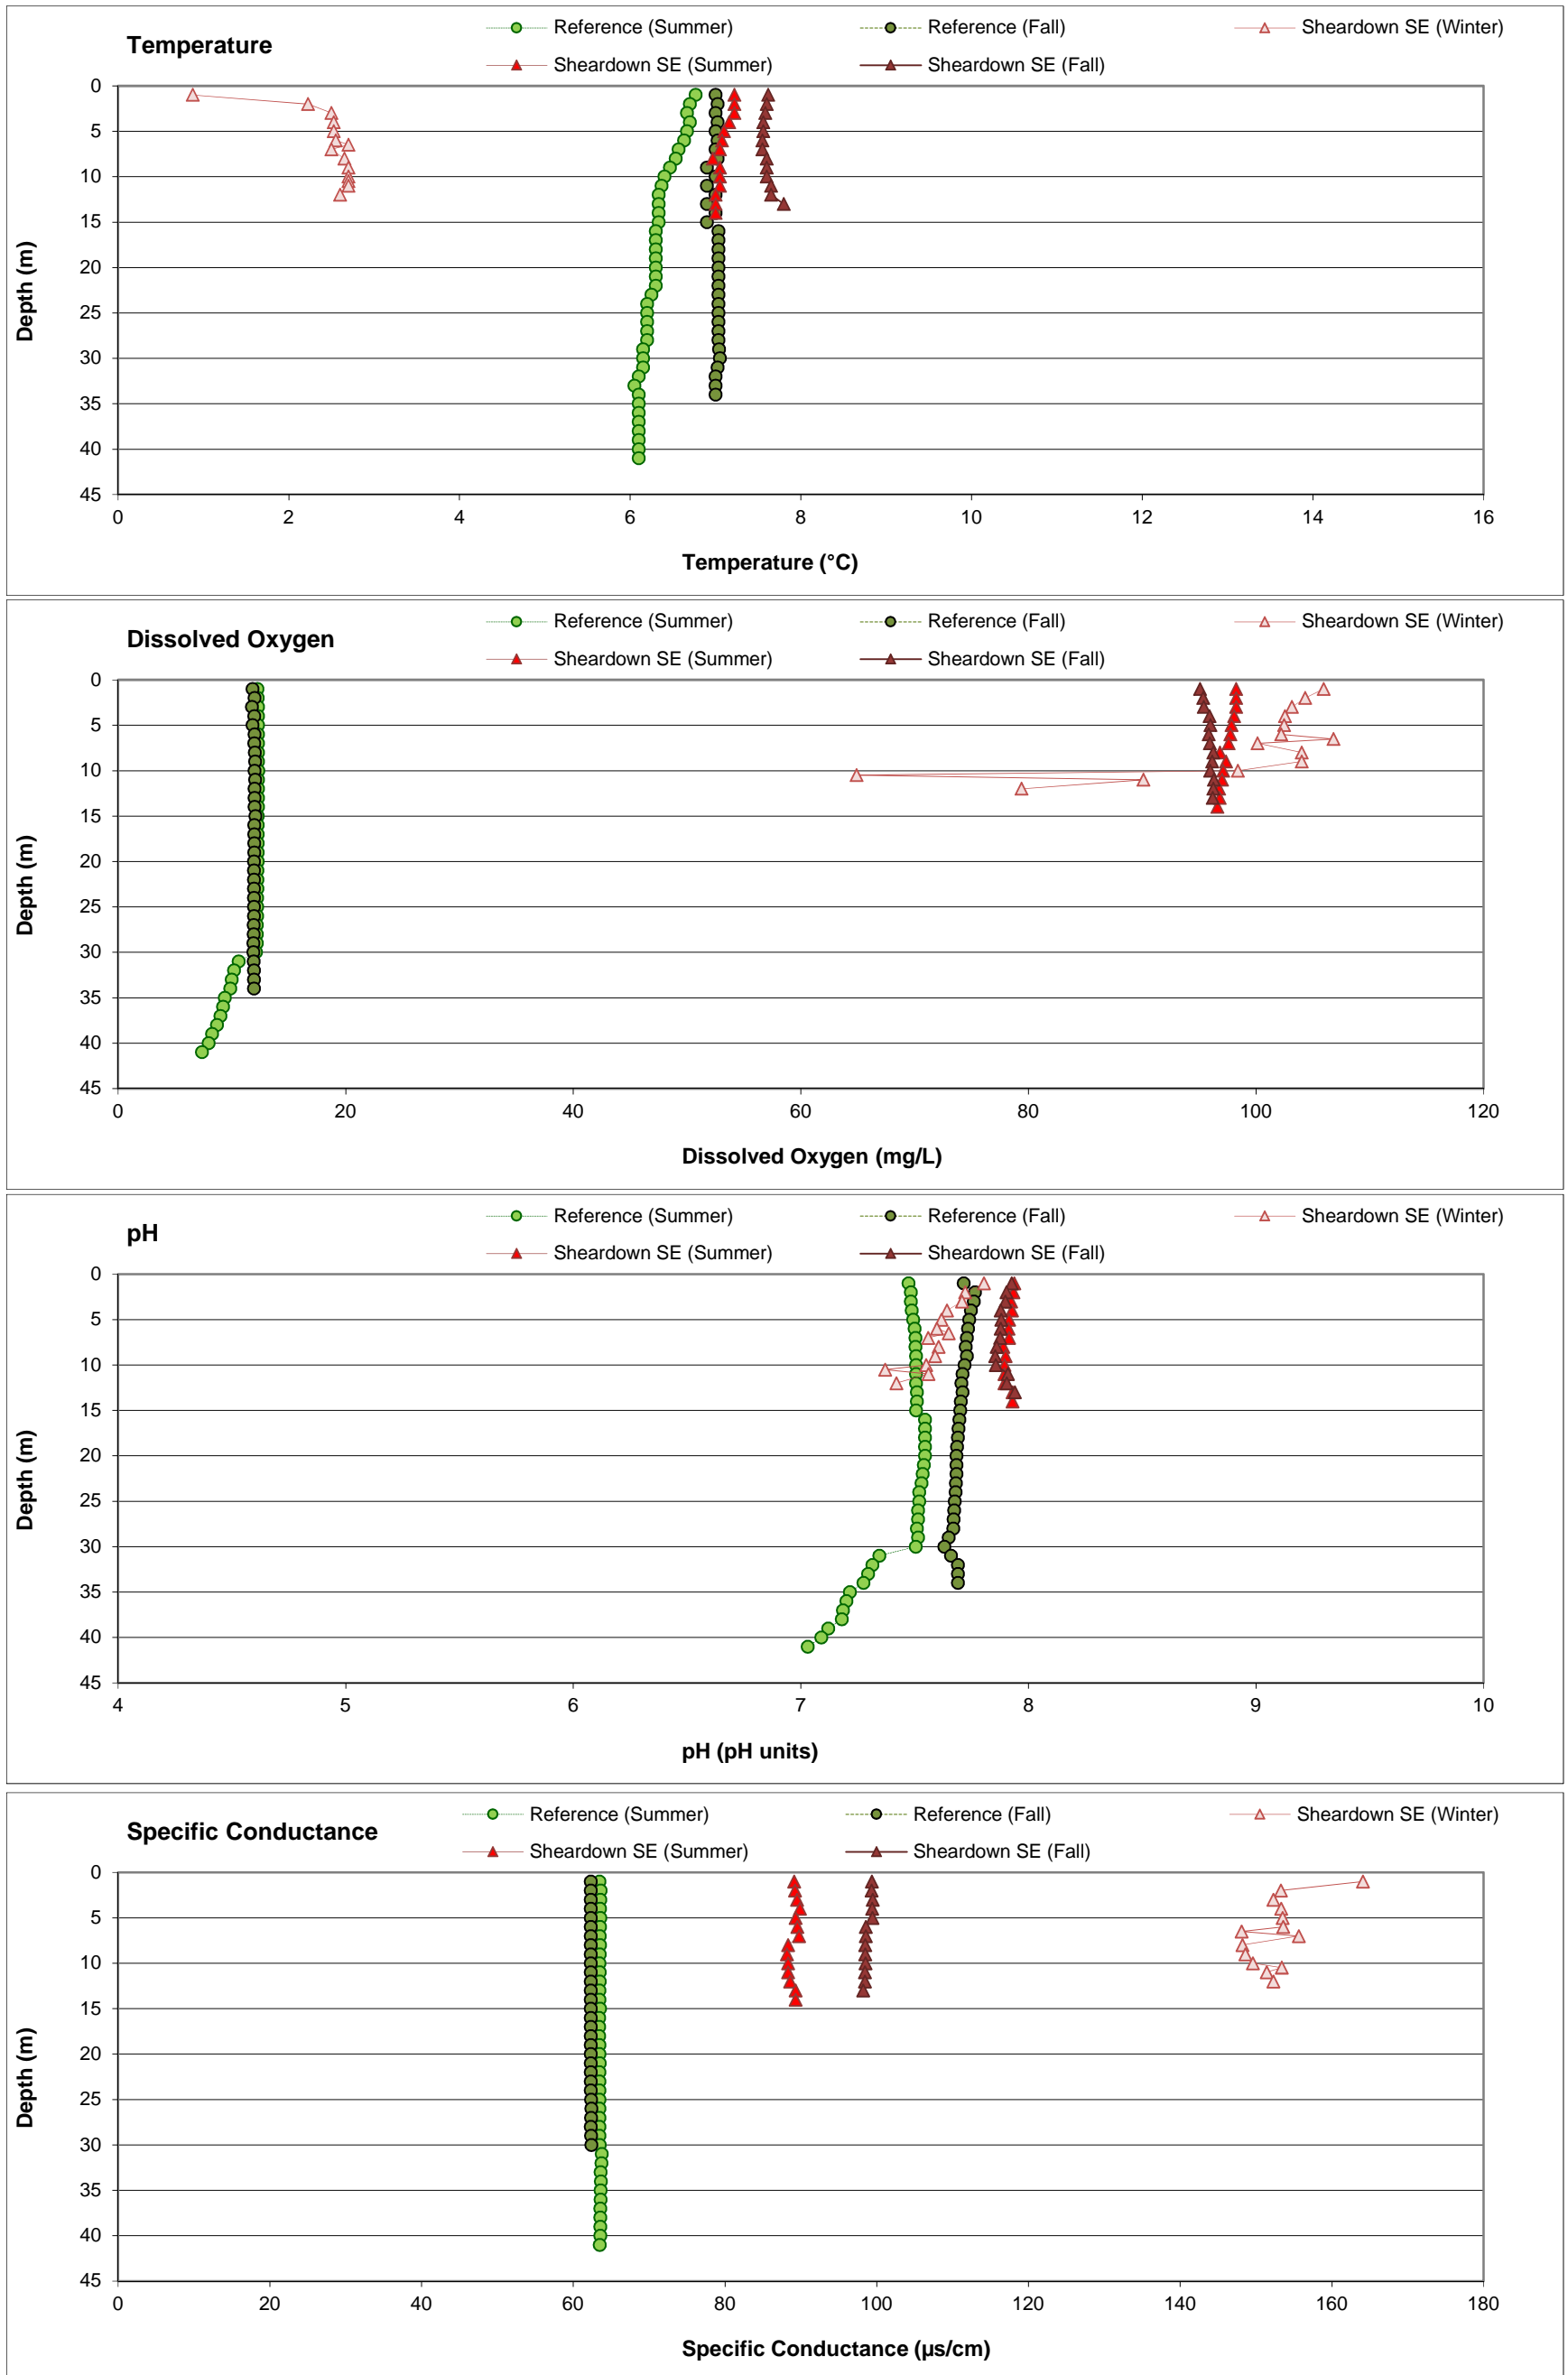 Temperature
Reference (Summer) Reference (Fall) Sheardown SE (Winter)
Sheardown SE (Summer) Sheardown SE (Fall)
0
5
10
15
20
25
30
35
40
45
Depth (m)
0 2 4 6 8 10 12 14 16
Temperature (°C)
Dissolved Oxygen
Reference (Summer) Reference (Fall) Sheardown SE (Winter)
Sheardown SE (Summer) Sheardown SE (Fall)
0
5
10
15
20
25
30
35
40
45
Depth (m)
0 20 40 60 80 100 120
Dissolved Oxygen (mg/L)
pH
Reference (Summer) Reference (Fall) Sheardown SE (Winter)
Sheardown SE (Summer) Sheardown SE (Fall)
0
5
10
15
20
25
30
35
40
45
Depth (m)
4 5 6 7 8 9 10
pH (pH units)
Specific Conductance
Reference (Summer) Reference (Fall) Sheardown SE (Winter)
Sheardown SE (Summer) Sheardown SE (Fall)
0
5
10
15
20
25
30
35
40
45
Depth (m)
0 20 40 60 80 100 120 140 160 180
Specific Conductance (µs/cm)